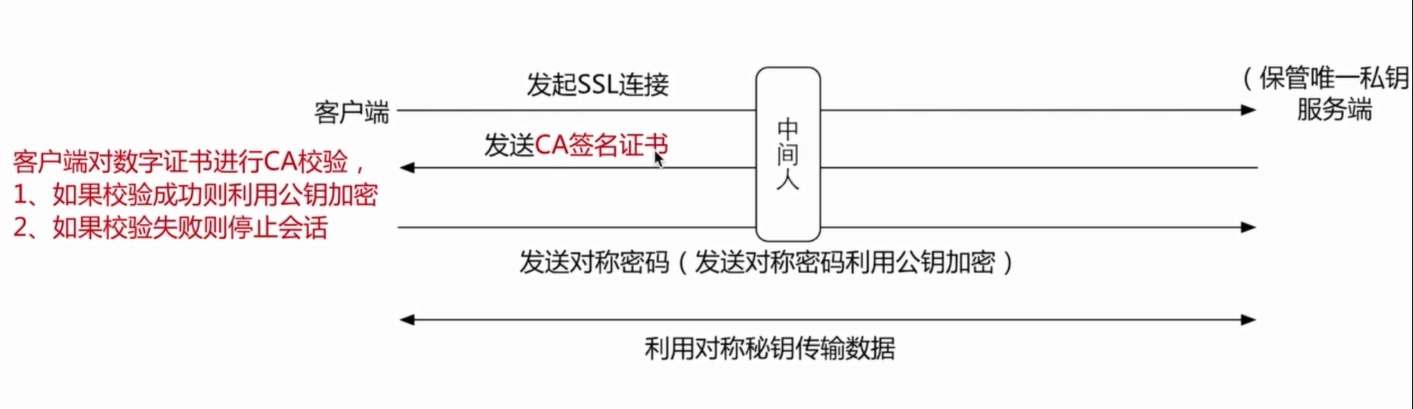 发起SSL连接
（保管唯一私钥
客户端
服务端
中间人
发送CA签名证书
客户端对数字证书进行CA校验，
1、如果校验成功则利用公钥加密
2、如果校验失败则停止会话
发送对称密码（发送对称密码利用公钥加密）
利用对称秘钥传输数据